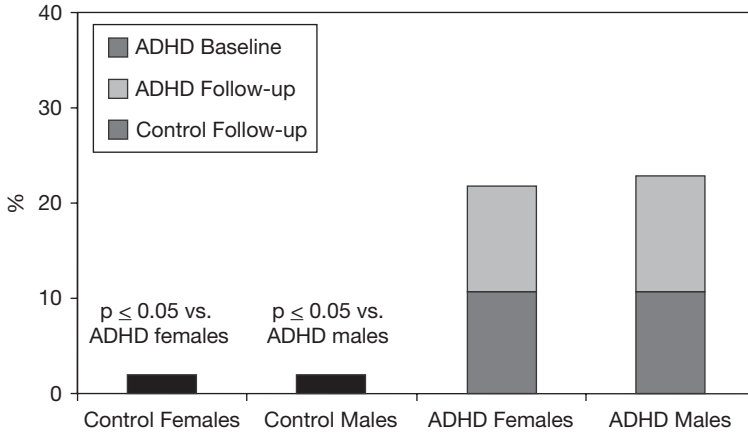 40
ADHD Baseline
ADHD Follow-up
30
Control Follow-up
%
20
10
p ≤ 0.05 vs.
ADHD females
p ≤ 0.05 vs.
ADHD males
0
Control Females
Control Males
ADHD Females
ADHD Males